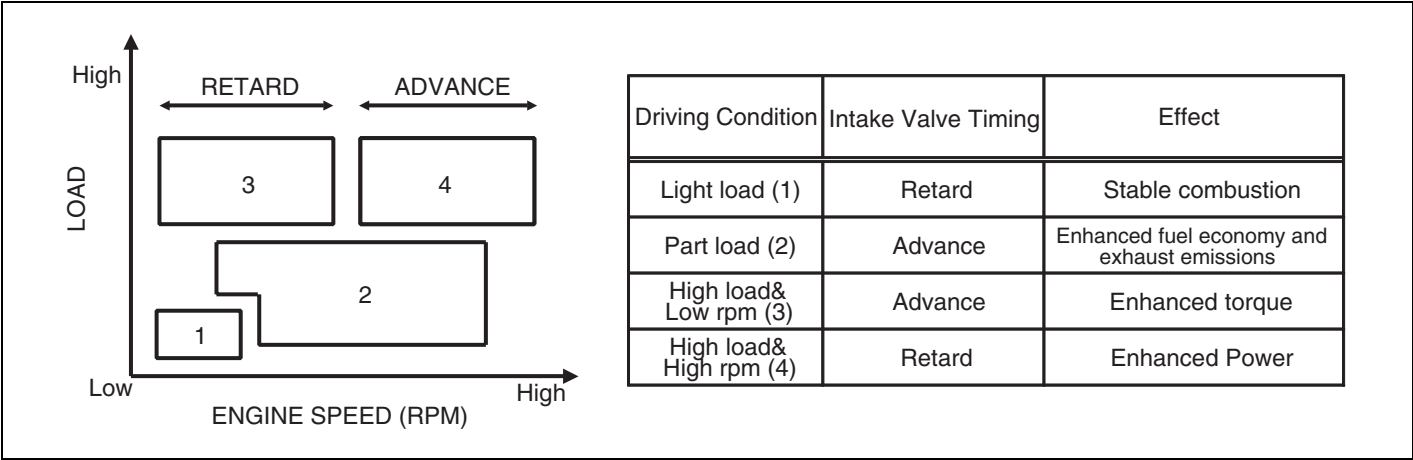 High
RETARD
ADVANCE
3
4
LOAD
2
1
Low
High
ENGINE SPEED (RPM)
Driving Condition Intake Valve Timing Effect
Light load (1) Retard Stable combustion
Part load (2) Advance Enhanced fuel economy and
exhaust emissions
High load&
Low rpm (3) Advance Enhanced torque
High load&
High rpm (4) Retard Enhanced Power